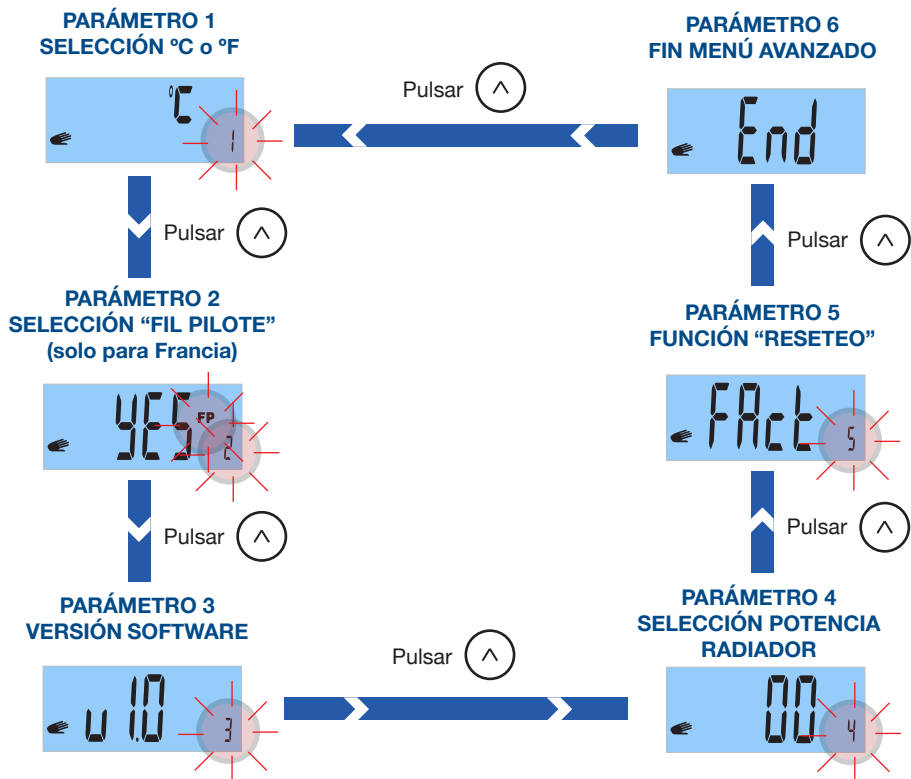 PARÁMETRO 1
SELECCIÓN ºC o ºF
°C
1
Pulsar
PARÁMETRO 6
FIN MENÚ AVANZADO
End
Pulsar
Pulsar
PARÁMETRO 2
SELECCIÓN “FIL PILOTE”
(solo para Francia)
YES
FP
2
PARÁMETRO 5
FUNCIÓN “RESETEO”
FAct
5
Pulsar
Pulsar
PARÁMETRO 3
VERSIÓN SOFTWARE
v1.0
3
Pulsar
PARÁMETRO 4
SELECCIÓN POTENCIA
RADIADOR
00
4